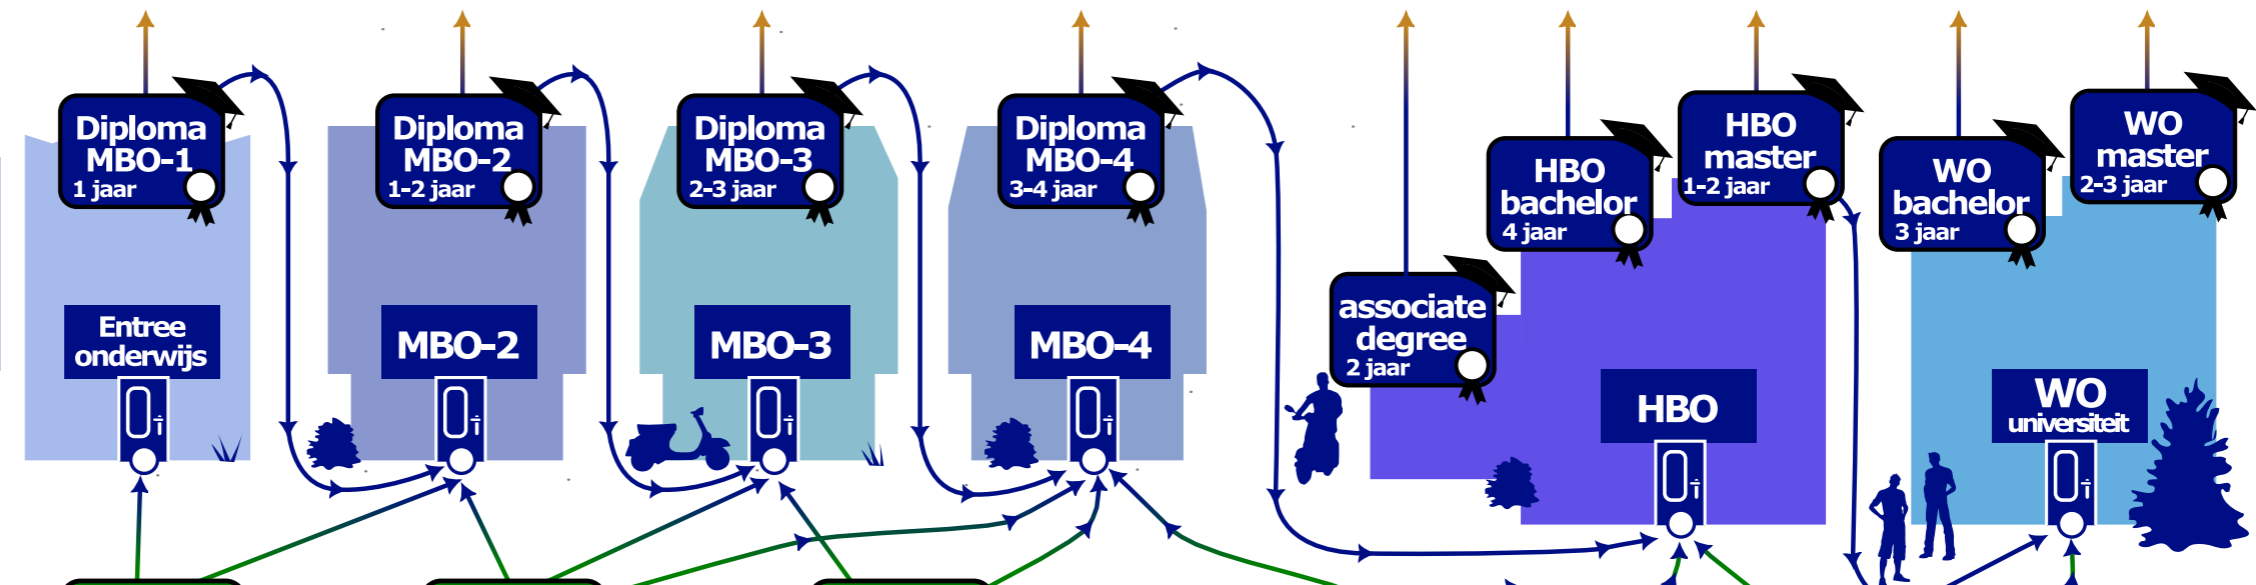 Diploma
MBO-1
1 jaar
Diploma
MBO-2
1-2 jaar
Diploma
MBO-3
2-3 jaar
Diploma
MBO-4
3-4 jaar
associate
degree
2 jaar
HBO
bachelor
4 jaar
HBO
master
1-2 jaar
WO
bachelor
3 jaar
WO
master
2-3 jaar
Entree
onderwijs
MBO-2
MBO-3
MBO-4
HBO
WO
universiteit